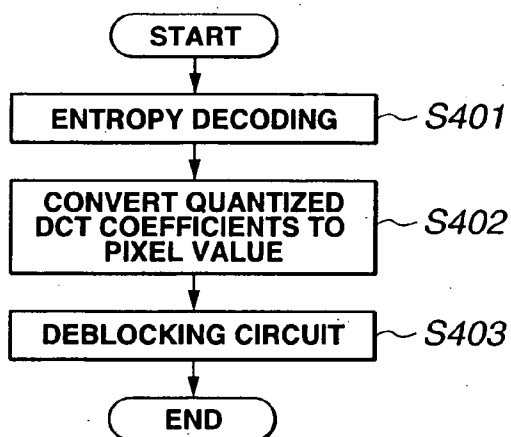 START
ENTROPY DECODING
S401
CONVERT QUANTIZED
DCT COEFFICIENTS TO
PIXEL VALUE
S402
DEBLOCKING CIRCUIT
S403
END